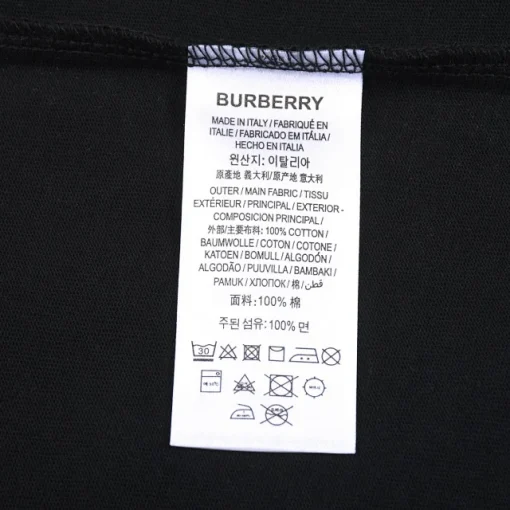 BURBERRY
MADE IN ITALY / FABRIQUÉ EN
ITALIE / FABRICADO EM ITÁLIA /
HECHO EN ITALIA
원산지: 이탈리아
原產地 義大利/原产地 意大利
OUTER / MAIN FABRIC / TISSU
EXTÉRIEUR / PRINCIPAL / EXTERIOR -
COMPOSICIÓN PRINCIPAL /
外部/主要布料: 100% COTTON /
BAUMWOLLE / COTON / COTONE /
KATOEN / BOMULL / ALGODÓN /
ALGODÃO / PUUVILLA / BAMBAKI /
PAMUK / ХЛОПОК / 棉 / قطن/
面料:100% 棉
주된 섬유: 100% 면
30